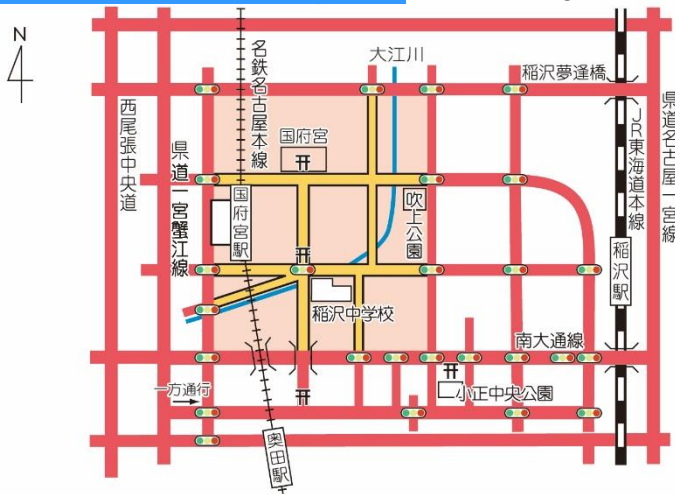 N
大江川
稲沢夢逢橋
名鉄名古屋本線
西尾張中央道
県道一宮蟹江線
国府宮
国府宮駅
吹上公園
JR東海道本線
県道名古屋一宮線
稲沢駅
稲沢中学校
南大通線
一方通行
小正中央公園
奥田駅